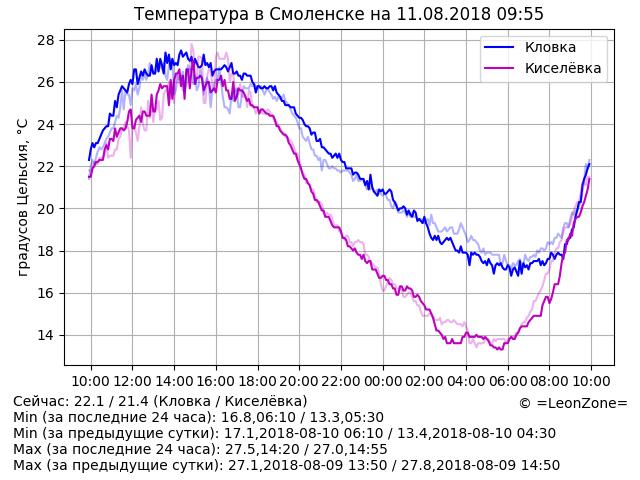 Температура в Смоленске на 11.08.2018 09:55
градусов Цельсия, °C
28
26
24
22
20
18
16
14
Кловка
Киселёвка
10:00 12:00 14:00 16:00 18:00 20:00 22:00 00:00 02:00 04:00 06:00 08:00 10:00
Сейчас: 22.1 / 21.4 (Кловка / Киселёвка)
© =LeonZone=
Min (за последние 24 часа): 16.8,06:10 / 13.3,05:30
Min (за предыдущие сутки): 17.1,2018-08-10 06:10 / 13.4,2018-08-10 04:30
Max (за последние 24 часа): 27.5,14:20 / 27.0,14:55
Max (за предыдущие сутки): 27.1,2018-08-09 13:50 / 27.8,2018-08-09 14:50